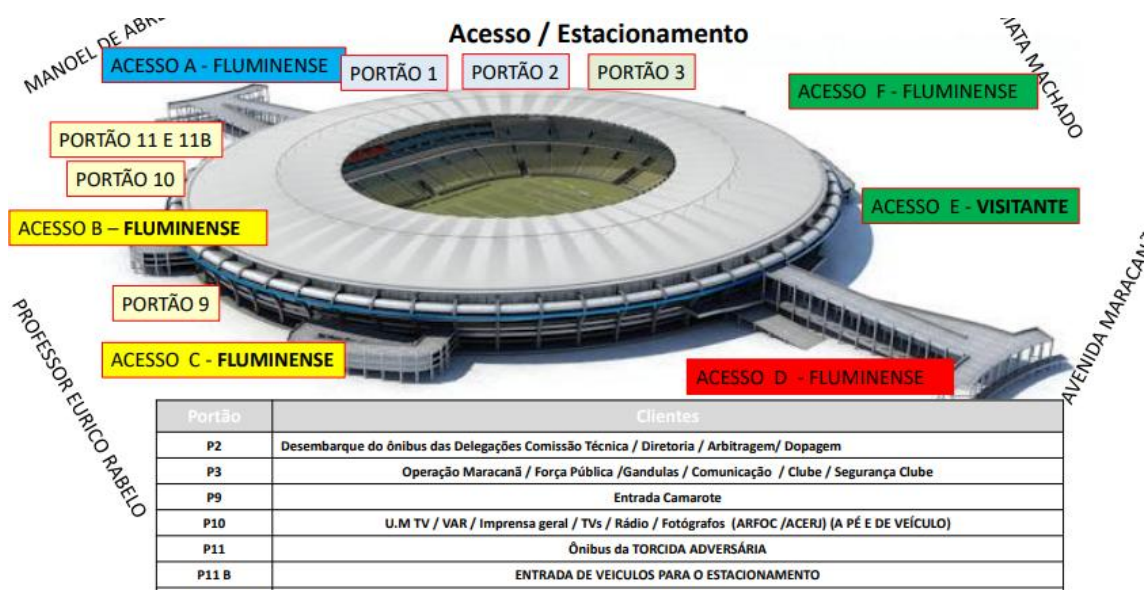 Acesso / Estacionamento
MANOEL DE
MATA MACHADO
ACESSO A - FLUMINENSE
PORTÃO 1
PORTÃO 2
PORTÃO 3
ACESSO F - FLUMINENSE
PORTÃO 11 E 11B
PORTÃO 10
ACESSO E - VISITANTE
ACESSO B – FLUMINENSE
PORTÃO 9
ACESSO C - FLUMINENSE
ACESSO D - FLUMINENSE
PROFESSOR EURICO RABELO
AVENIDA
Portão Clientes
P2 Desembarque do ônibus das Delegações Comissão Técnica / Diretoria / Arbitragem/ Dopagem
P3 Operação Maracanã / Força Pública /Gandulas / Comunicação / Clube / Segurança Clube
P9 Entrada Camarote
P10 U.M TV / VAR / Imprensa geral / TVs / Rádio / Fotógrafos (ARFOC /ACERJ) (A PÉ E DE VEÍCULO)
P11 Ônibus da TORCIDA ADVERSÁRIA
P11 B ENTRADA DE VEICULOS PARA O ESTACIONAMENTO